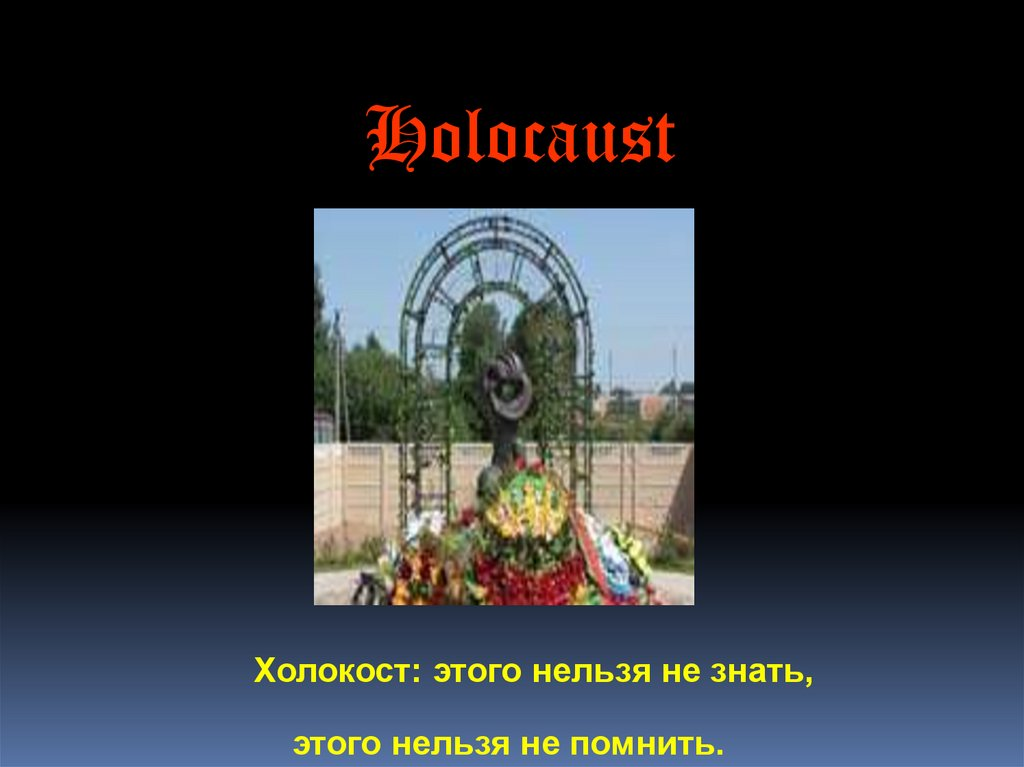 Holocaust
Холокост: этого нельзя не знать,
этого нельзя не помнить.